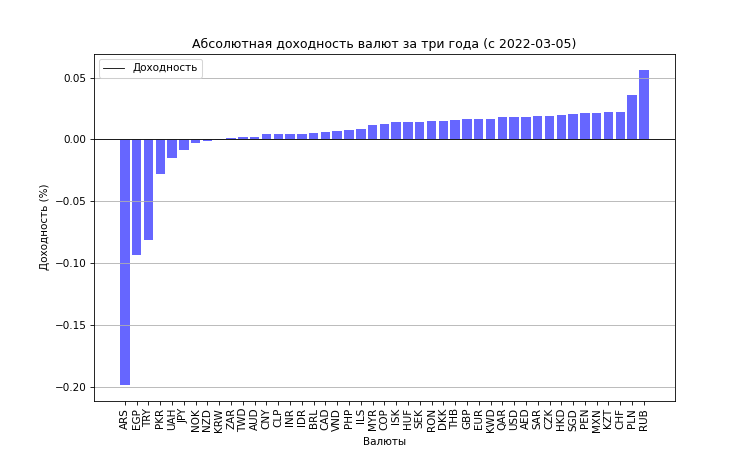 Абсолютная доходность валют за три года (с 2022-03-05)
Доходность
0.05
0.00
−0.05
−0.10
−0.15
−0.20
Доходность (%)
ARS EGP TRY PKR UAH JPY NOK NZD KRW ZAR TWD AUD CNY CLP INR IDR BRL CAD VND PHP ILS MYR COP ISK HUF SEK RON DKK THB GBP EUR KWD QAR USD AED SAR CZK HKD SGD PEN MXN KZT CHF PLN RUB
Валюты